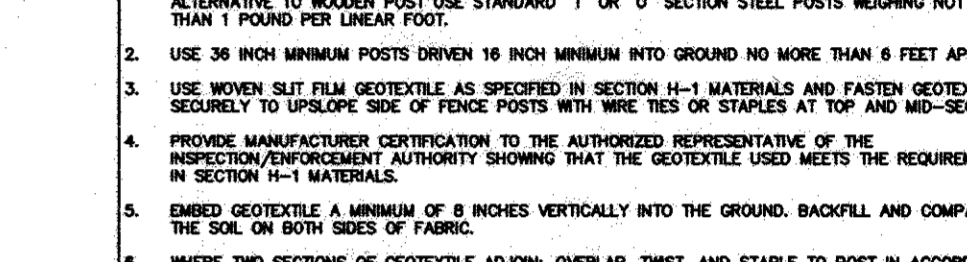 ALTERNATIVE TO WOODEN POST USE STANDARD "T" OR "U" SECTION STEEL POSTS WEIGHING NOT
THAN 1 POUND PER LINEAR FOOT.
2. USE 36 INCH MINIMUM POSTS DRIVEN 16 INCH MINIMUM INTO GROUND NO MORE THAN 6 FEET AP
3. USE WOVEN SLIT FILM GEOTEXTILE AS SPECIFIED IN SECTION H-1 MATERIALS AND FASTEN GEOTEX
SECURELY TO UPSLOPE SIDE OF FENCE POSTS WITH WIRE TIES OR STAPLES AT TOP AND MID-SEC
4. PROVIDE MANUFACTURER CERTIFICATION TO THE AUTHORIZED REPRESENTATIVE OF THE
INSPECTION/ENFORCEMENT AUTHORITY SHOWING THAT THE GEOTEXTILE USED MEETS THE REQUIREM
IN SECTION H-1 MATERIALS.
5. EMBED GEOTEXTILE A MINIMUM OF 8 INCHES VERTICALLY INTO THE GROUND. BACKFILL AND COMPA
THE SOIL ON BOTH SIDES OF FABRIC.
6. WHERE TWO SECTIONS OF GEOTEXTILE ADJOIN: OVERLAP, TWIST, AND STAPLE TO POST IN ACCORD